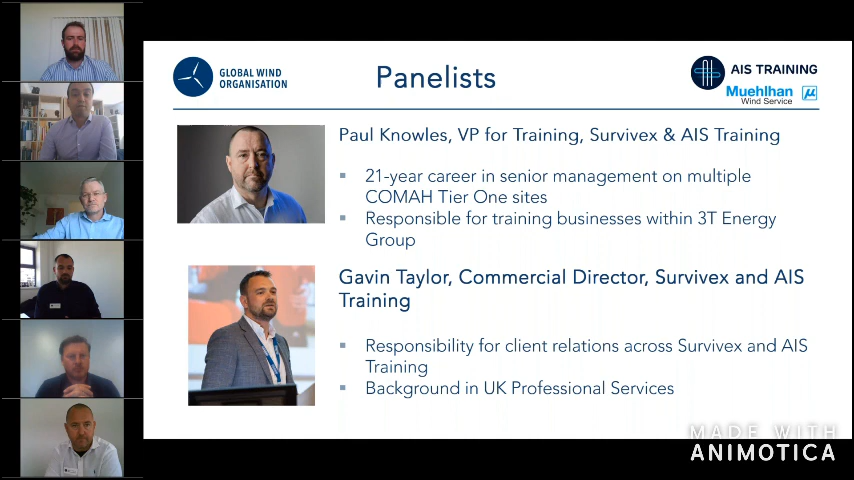 GLOBAL WIND
ORGANISATION
Panelists
AIS TRAINING
Muehlhan
Wind Service
Paul Knowles, VP for Training, Survivex & AIS Training
21-year career in senior management on multiple
COMAH Tier One sites
Responsible for training businesses within 3T Energy
Group
Gavin Taylor, Commercial Director, Survivex and AIS
Training
Responsibility for client relations across Survivex and AIS
Training
Background in UK Professional Services
MADE WITH
ANIMOTICA